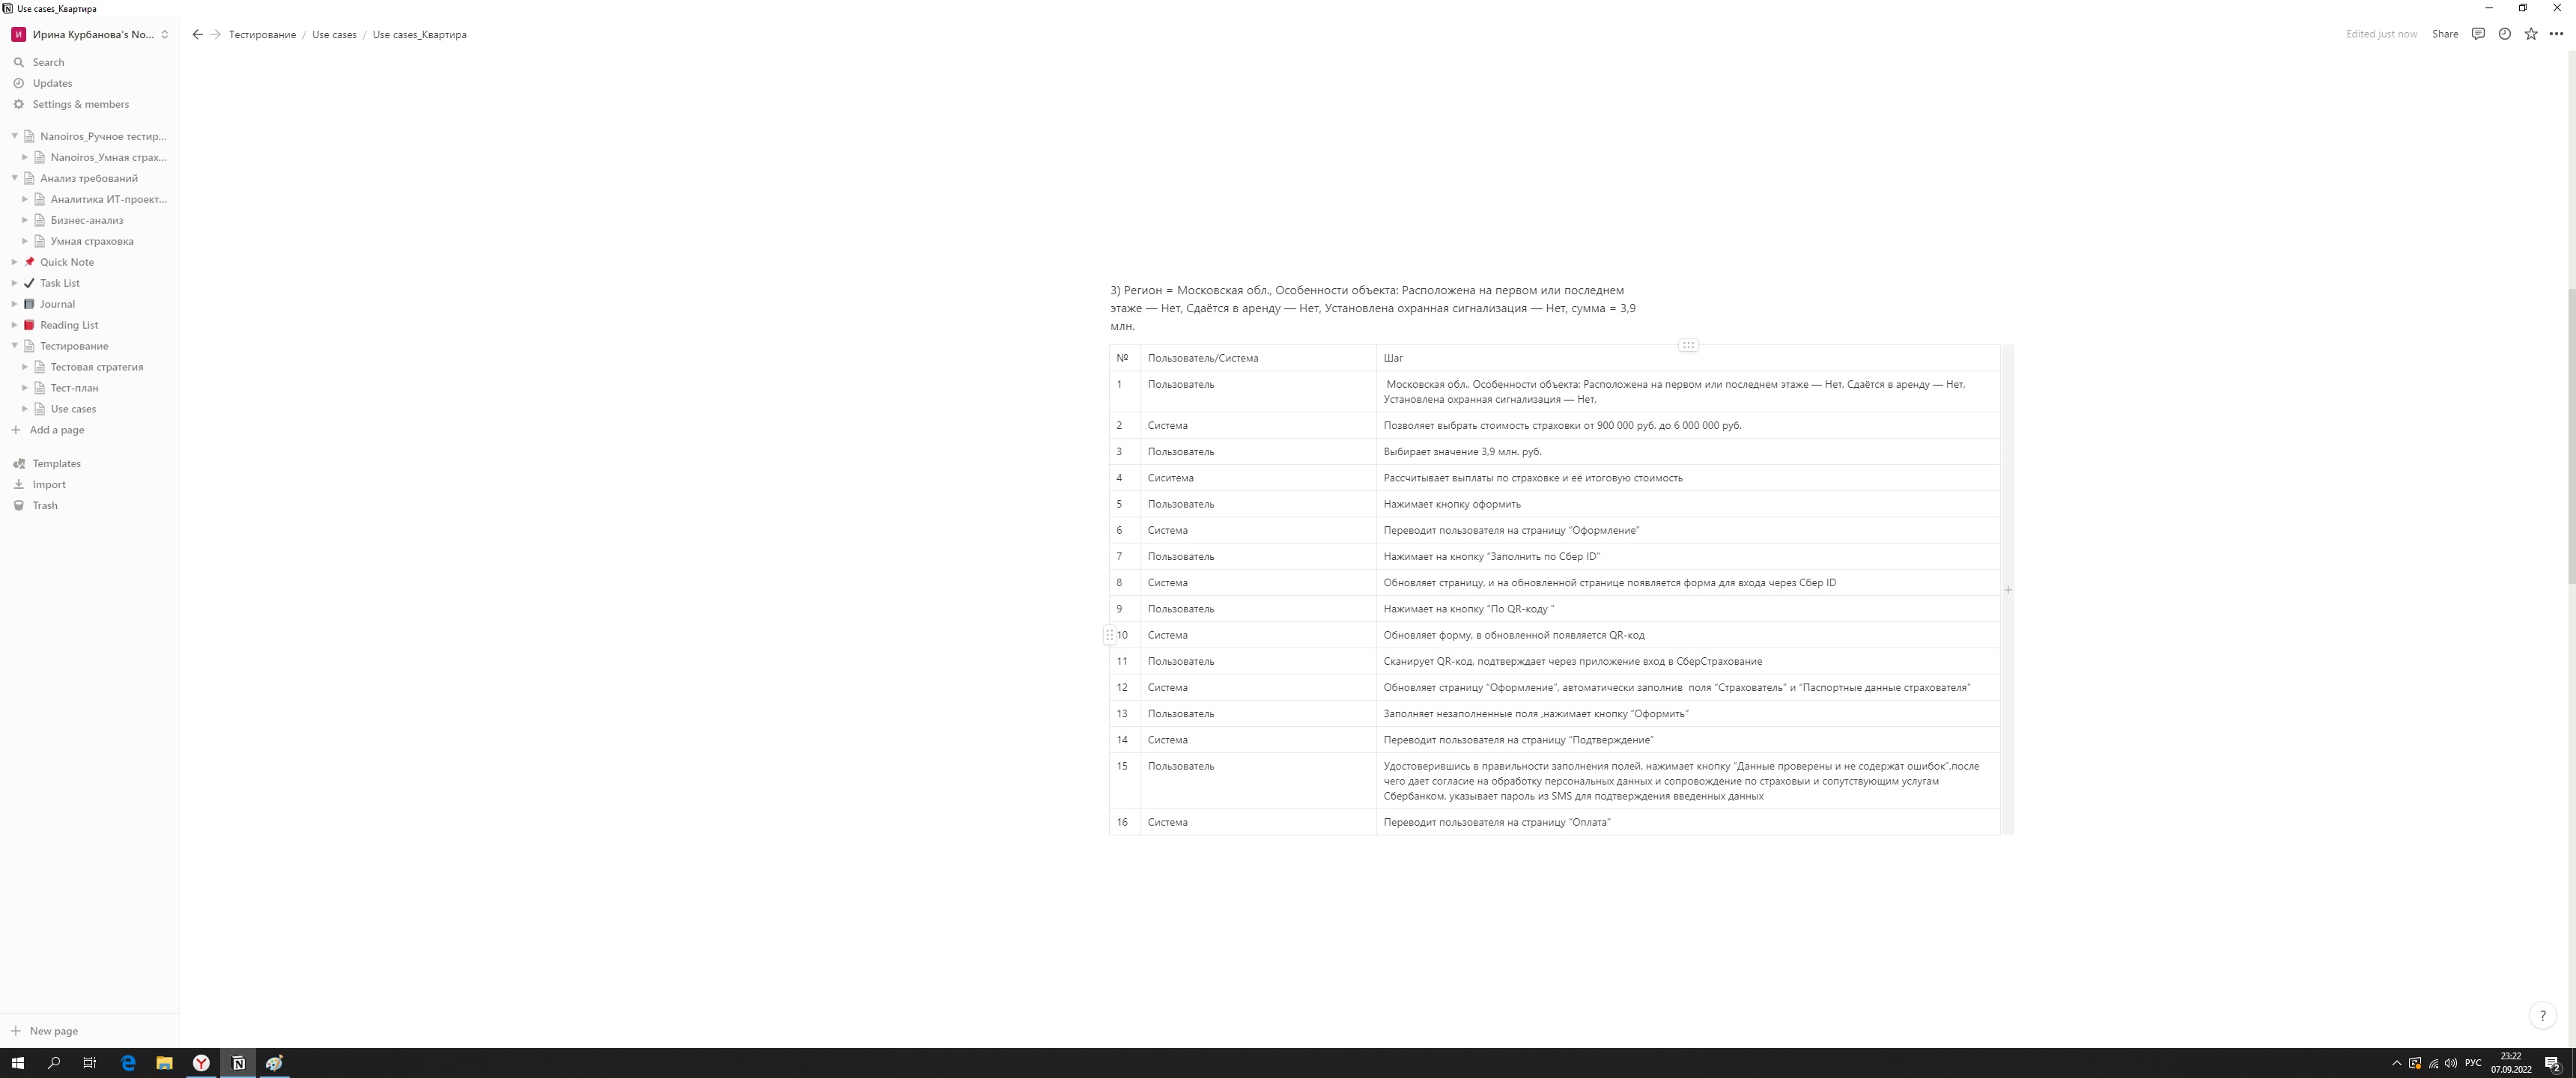 Use cases_Квартира
И Ирина Курбанова's No...
Тестирование / Use cases / Use cases_Квартира
Edited just now Share
Search
Updates
Settings & members
Nanoiros_Ручное тестир...
Nanoiros_Умная страх...
Анализ требований
Аналитика ИТ-проект...
Бизнес-анализ
Умная страховка
Quick Note
Task List
Journal
Reading List
Тестирование
Тестовая стратегия
Тест-план
Use cases
Add a page
Templates
Import
Trash
New page
3) Регион = Московская обл., Особенности объекта: Расположена на первом или последнем
этаже — Нет, Сдаётся в аренду — Нет, Установлена охранная сигнализация — Нет, сумма = 3,9
млн.
№ Пользователь/Система Шаг
1 Пользователь Московская обл., Особенности объекта: Расположена на первом или последнем этаже — Нет, Сдаётся в аренду — Нет,
Установлена охранная сигнализация — Нет,
2 Система Позволяет выбрать стоимость страховки от 900 000 руб. до 6 000 000 руб.
3 Пользователь Выбирает значение 3,9 млн. руб.
4 Сиситема Рассчитывает выплаты по страховке и её итоговую стоимость
5 Пользователь Нажимает кнопку оформить
6 Система Переводит пользователя на страницу “Оформление”
7 Пользователь Нажимает на кнопку “Заполнить по Сбер ID”
8 Система Обновляет страницу, и на обновленной странице появляется форма для входа через Сбер ID
9 Пользователь Нажимает на кнопку “По QR-коду ”
10 Система Обновляет форму, в обновленной появляется QR-код
11 Пользователь Сканирует QR-код, подтверждает через приложение вход в СберСтрахование
12 Система Обновляет страницу “Оформление”, автоматически заполнив поля “Страхователь” и “Паспортные данные страхователя”
13 Пользователь Заполняет незаполненные поля ,нажимает кнопку “Оформить”
14 Система Переводит пользователя на страницу “Подтверждение”
15 Пользователь Удостоверившись в правильности заполнения полей, нажимает кнопку “Данные проверены и не содержат ошибок”,после
чего дает согласие на обработку персональных данных и сопровождение по страховыи и сопутствующим услугам
Сбербанком, указывает пароль из SMS для подтверждения введенных данных
16 Система Переводит пользователя на страницу “Оплата”
?
РУС
23:22
07.09.2022
2